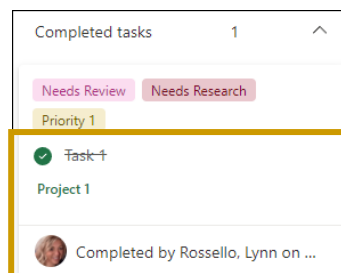 Completed tasks 1
Needs Review Needs Research
Priority 1
Task 1
Project 1
Completed by Rossello, Lynn on ...